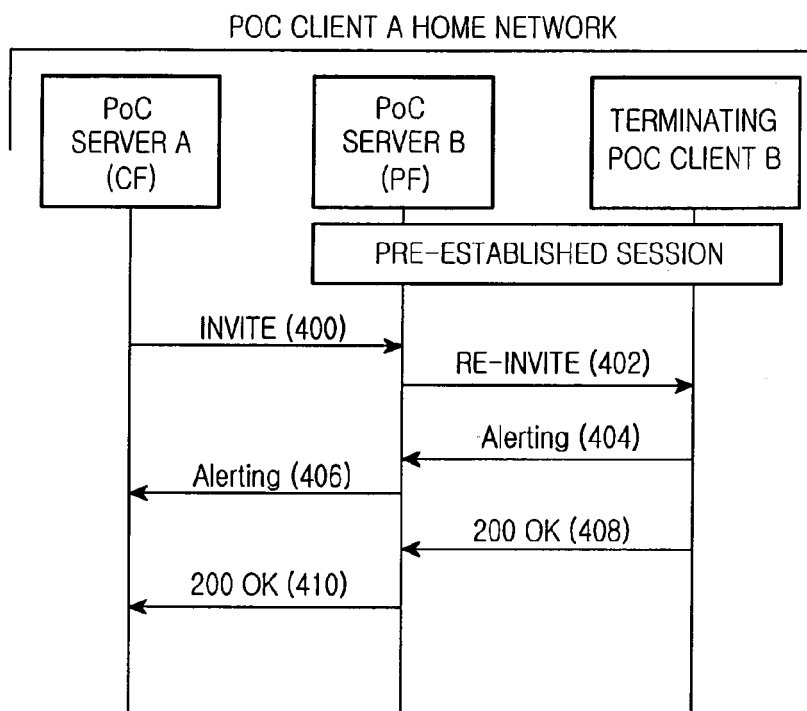 POC CLIENT A HOME NETWORK
PoC
SERVER A
(CF)
PoC
SERVER B
(PF)
TERMINATING
POC CLIENT B
PRE-ESTABLISHED SESSION
INVITE (400)
RE-INVITE (402)
Alerting (404)
Alerting (406)
200 OK (408)
200 OK (410)